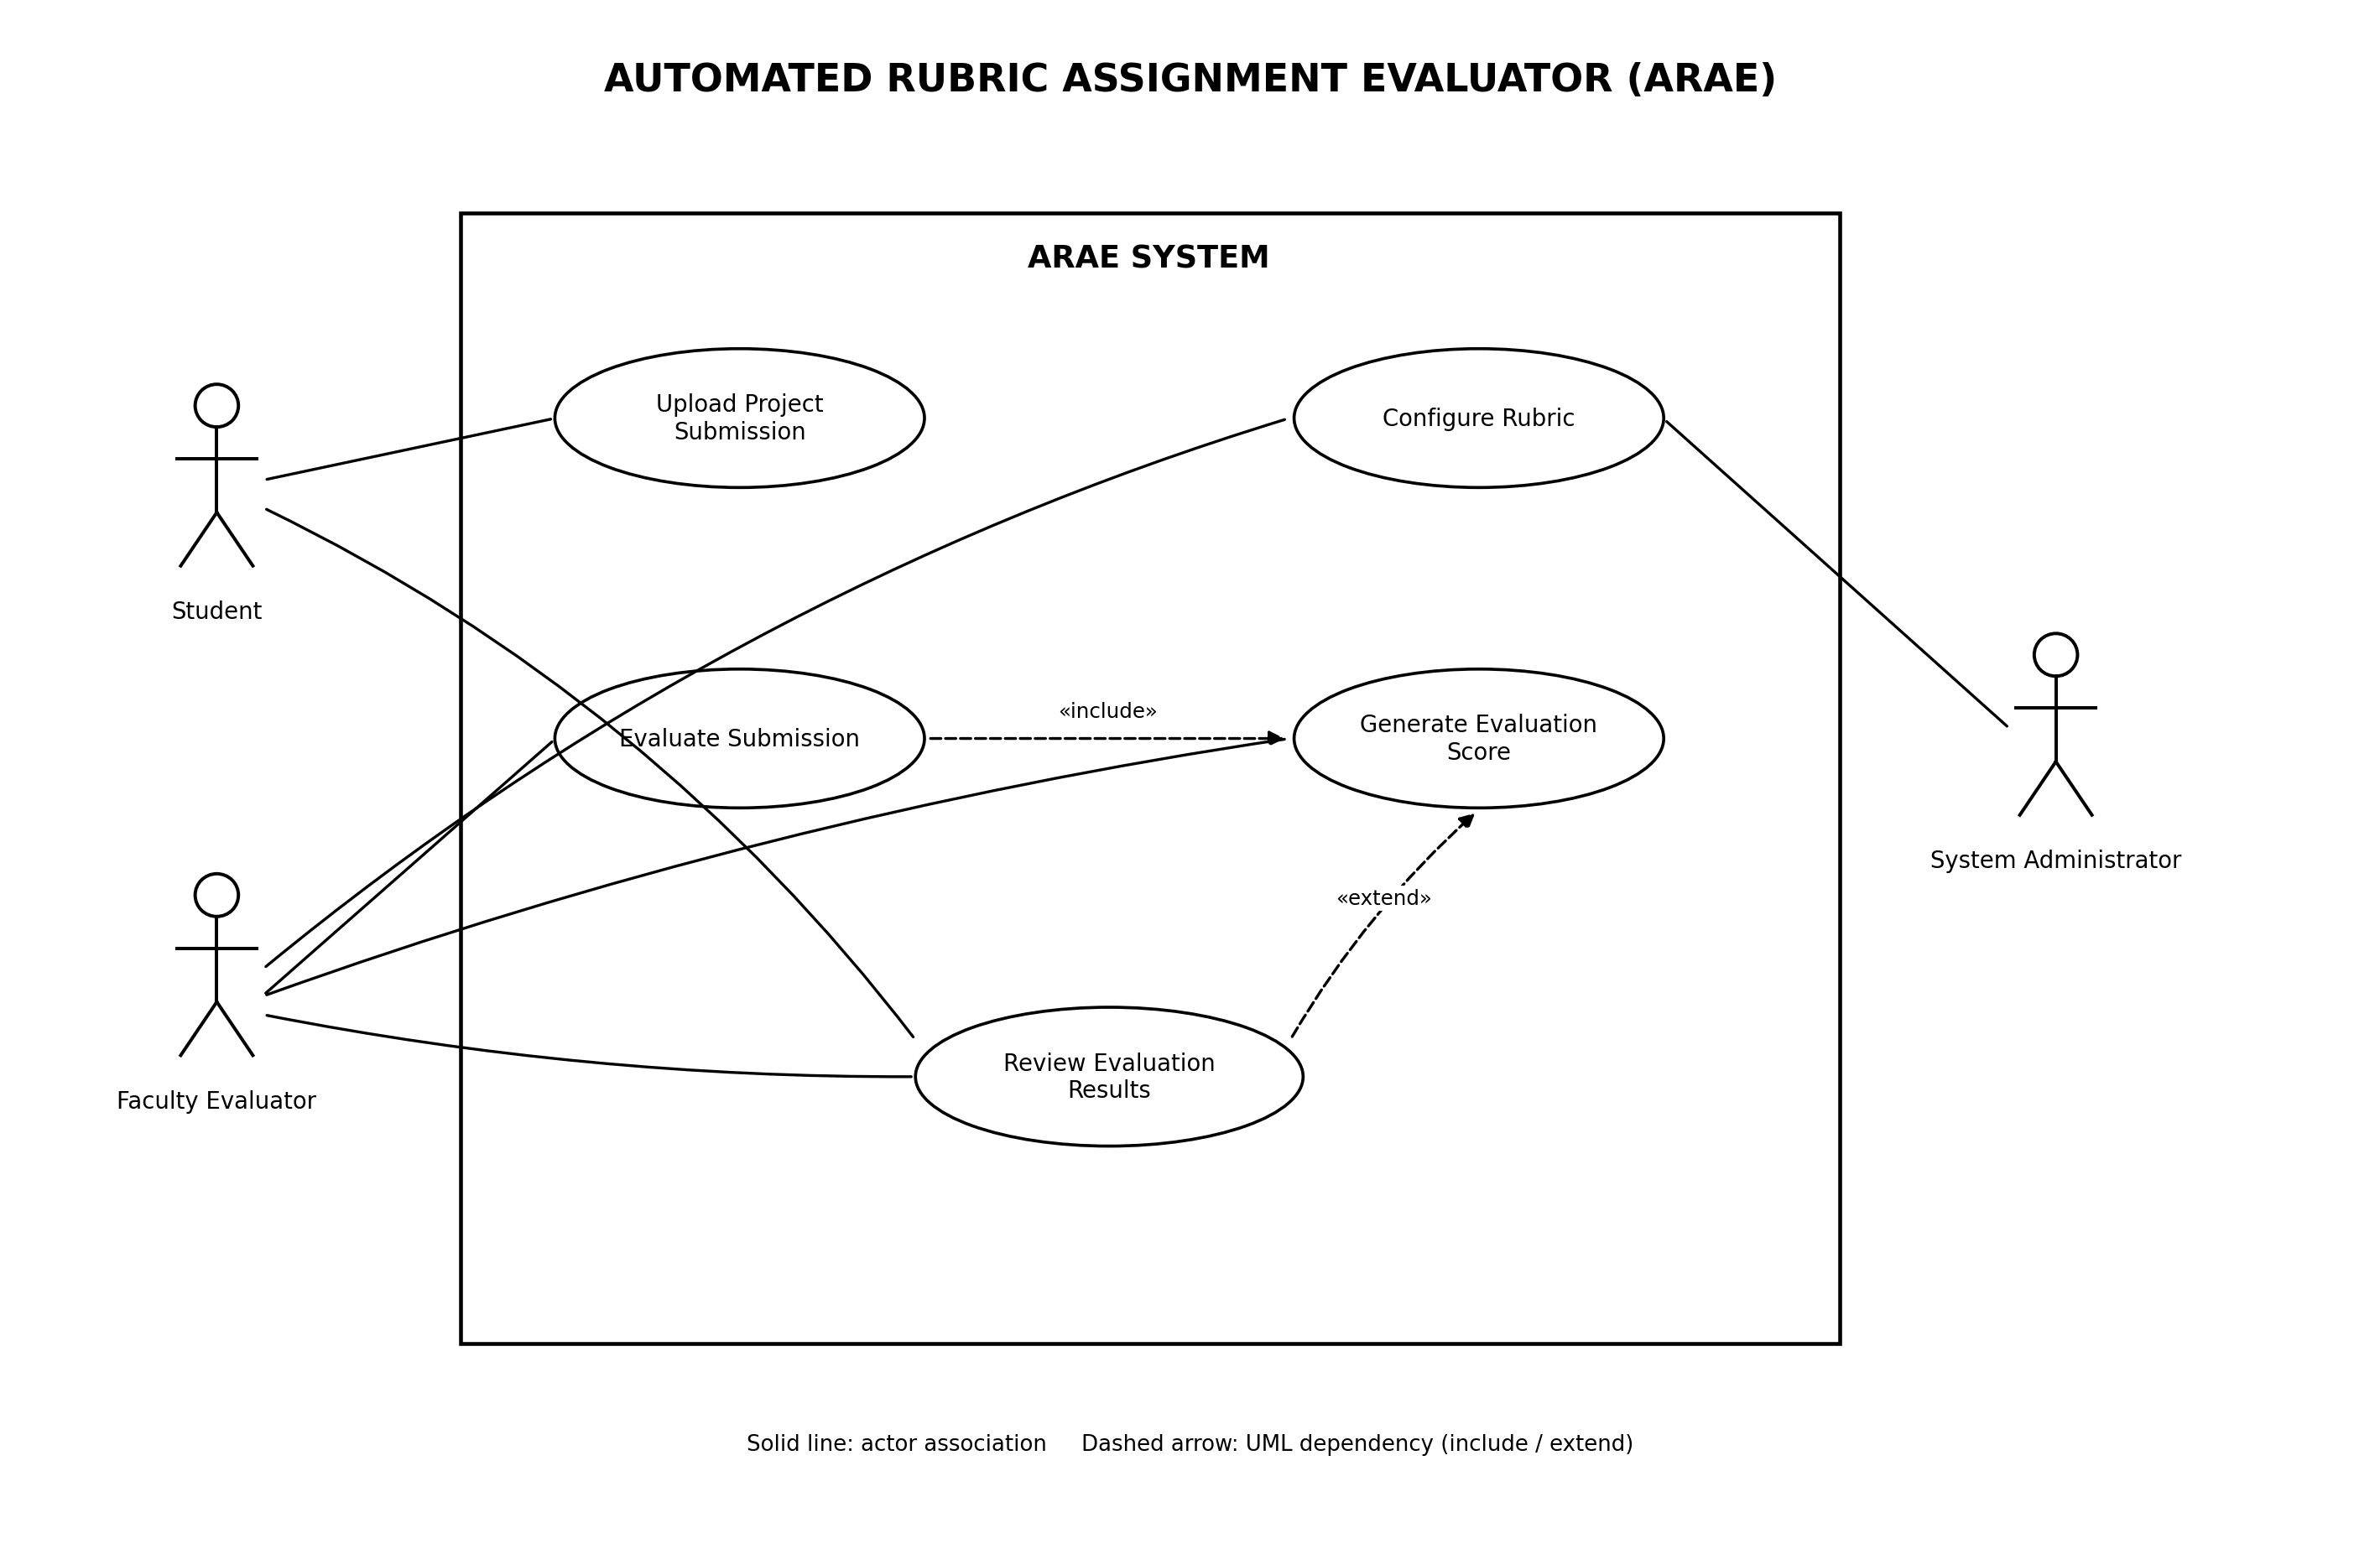 AUTOMATED RUBRIC ASSIGNMENT EVALUATOR (ARAE)
ARAE SYSTEM
Upload Project
Submission
Configure Rubric
Student
Evaluate Submission
«include»
Generate Evaluation
Score
System Administrator
«extend»
Review Evaluation
Results
Faculty Evaluator
Solid line: actor association     Dashed arrow: UML dependency (include / extend)